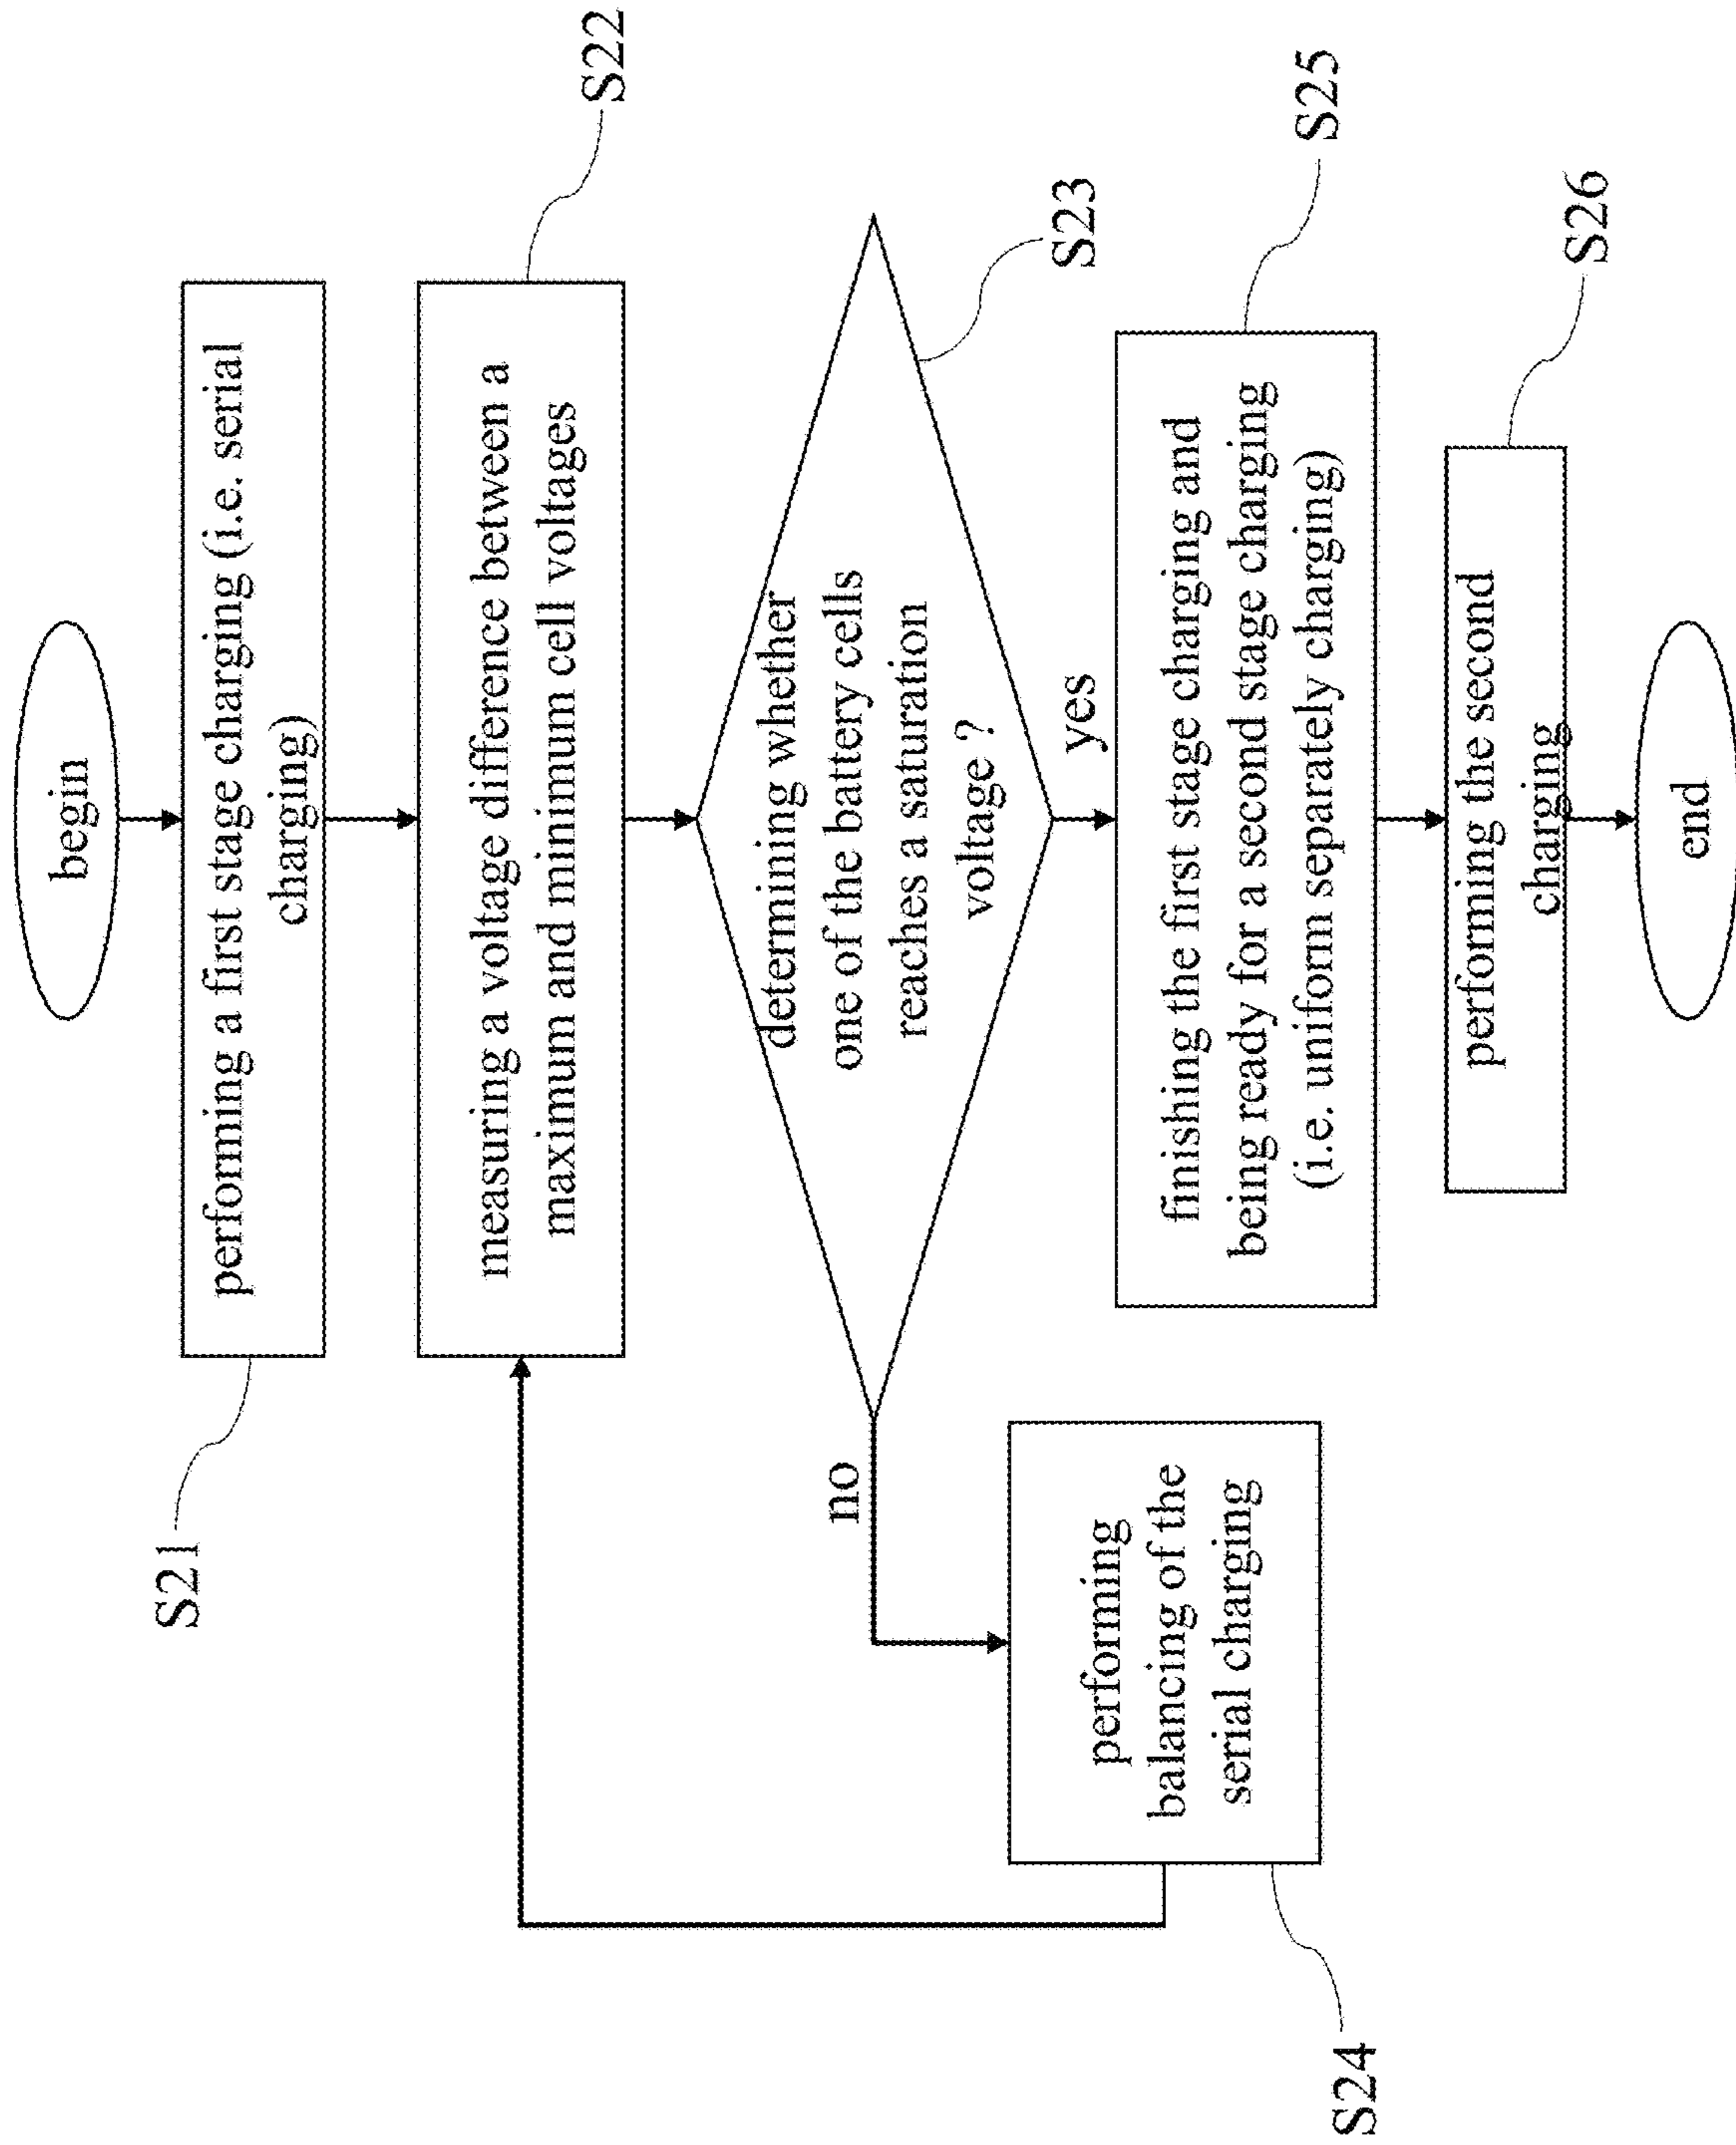 begin
performing a first stage charging (i.e. serial
charging)
S21
measuring a voltage difference between a
maximum and minimum cell voltages
S22
determining whether
one of the battery cells
reaches a saturation
voltage ?
S23
no
yes
performing
balancing of the
serial charging
S24
finishing the first stage charging and
being ready for a second stage charging
(i.e. uniform separately charging)
S25
performing the second
charging
S26
end